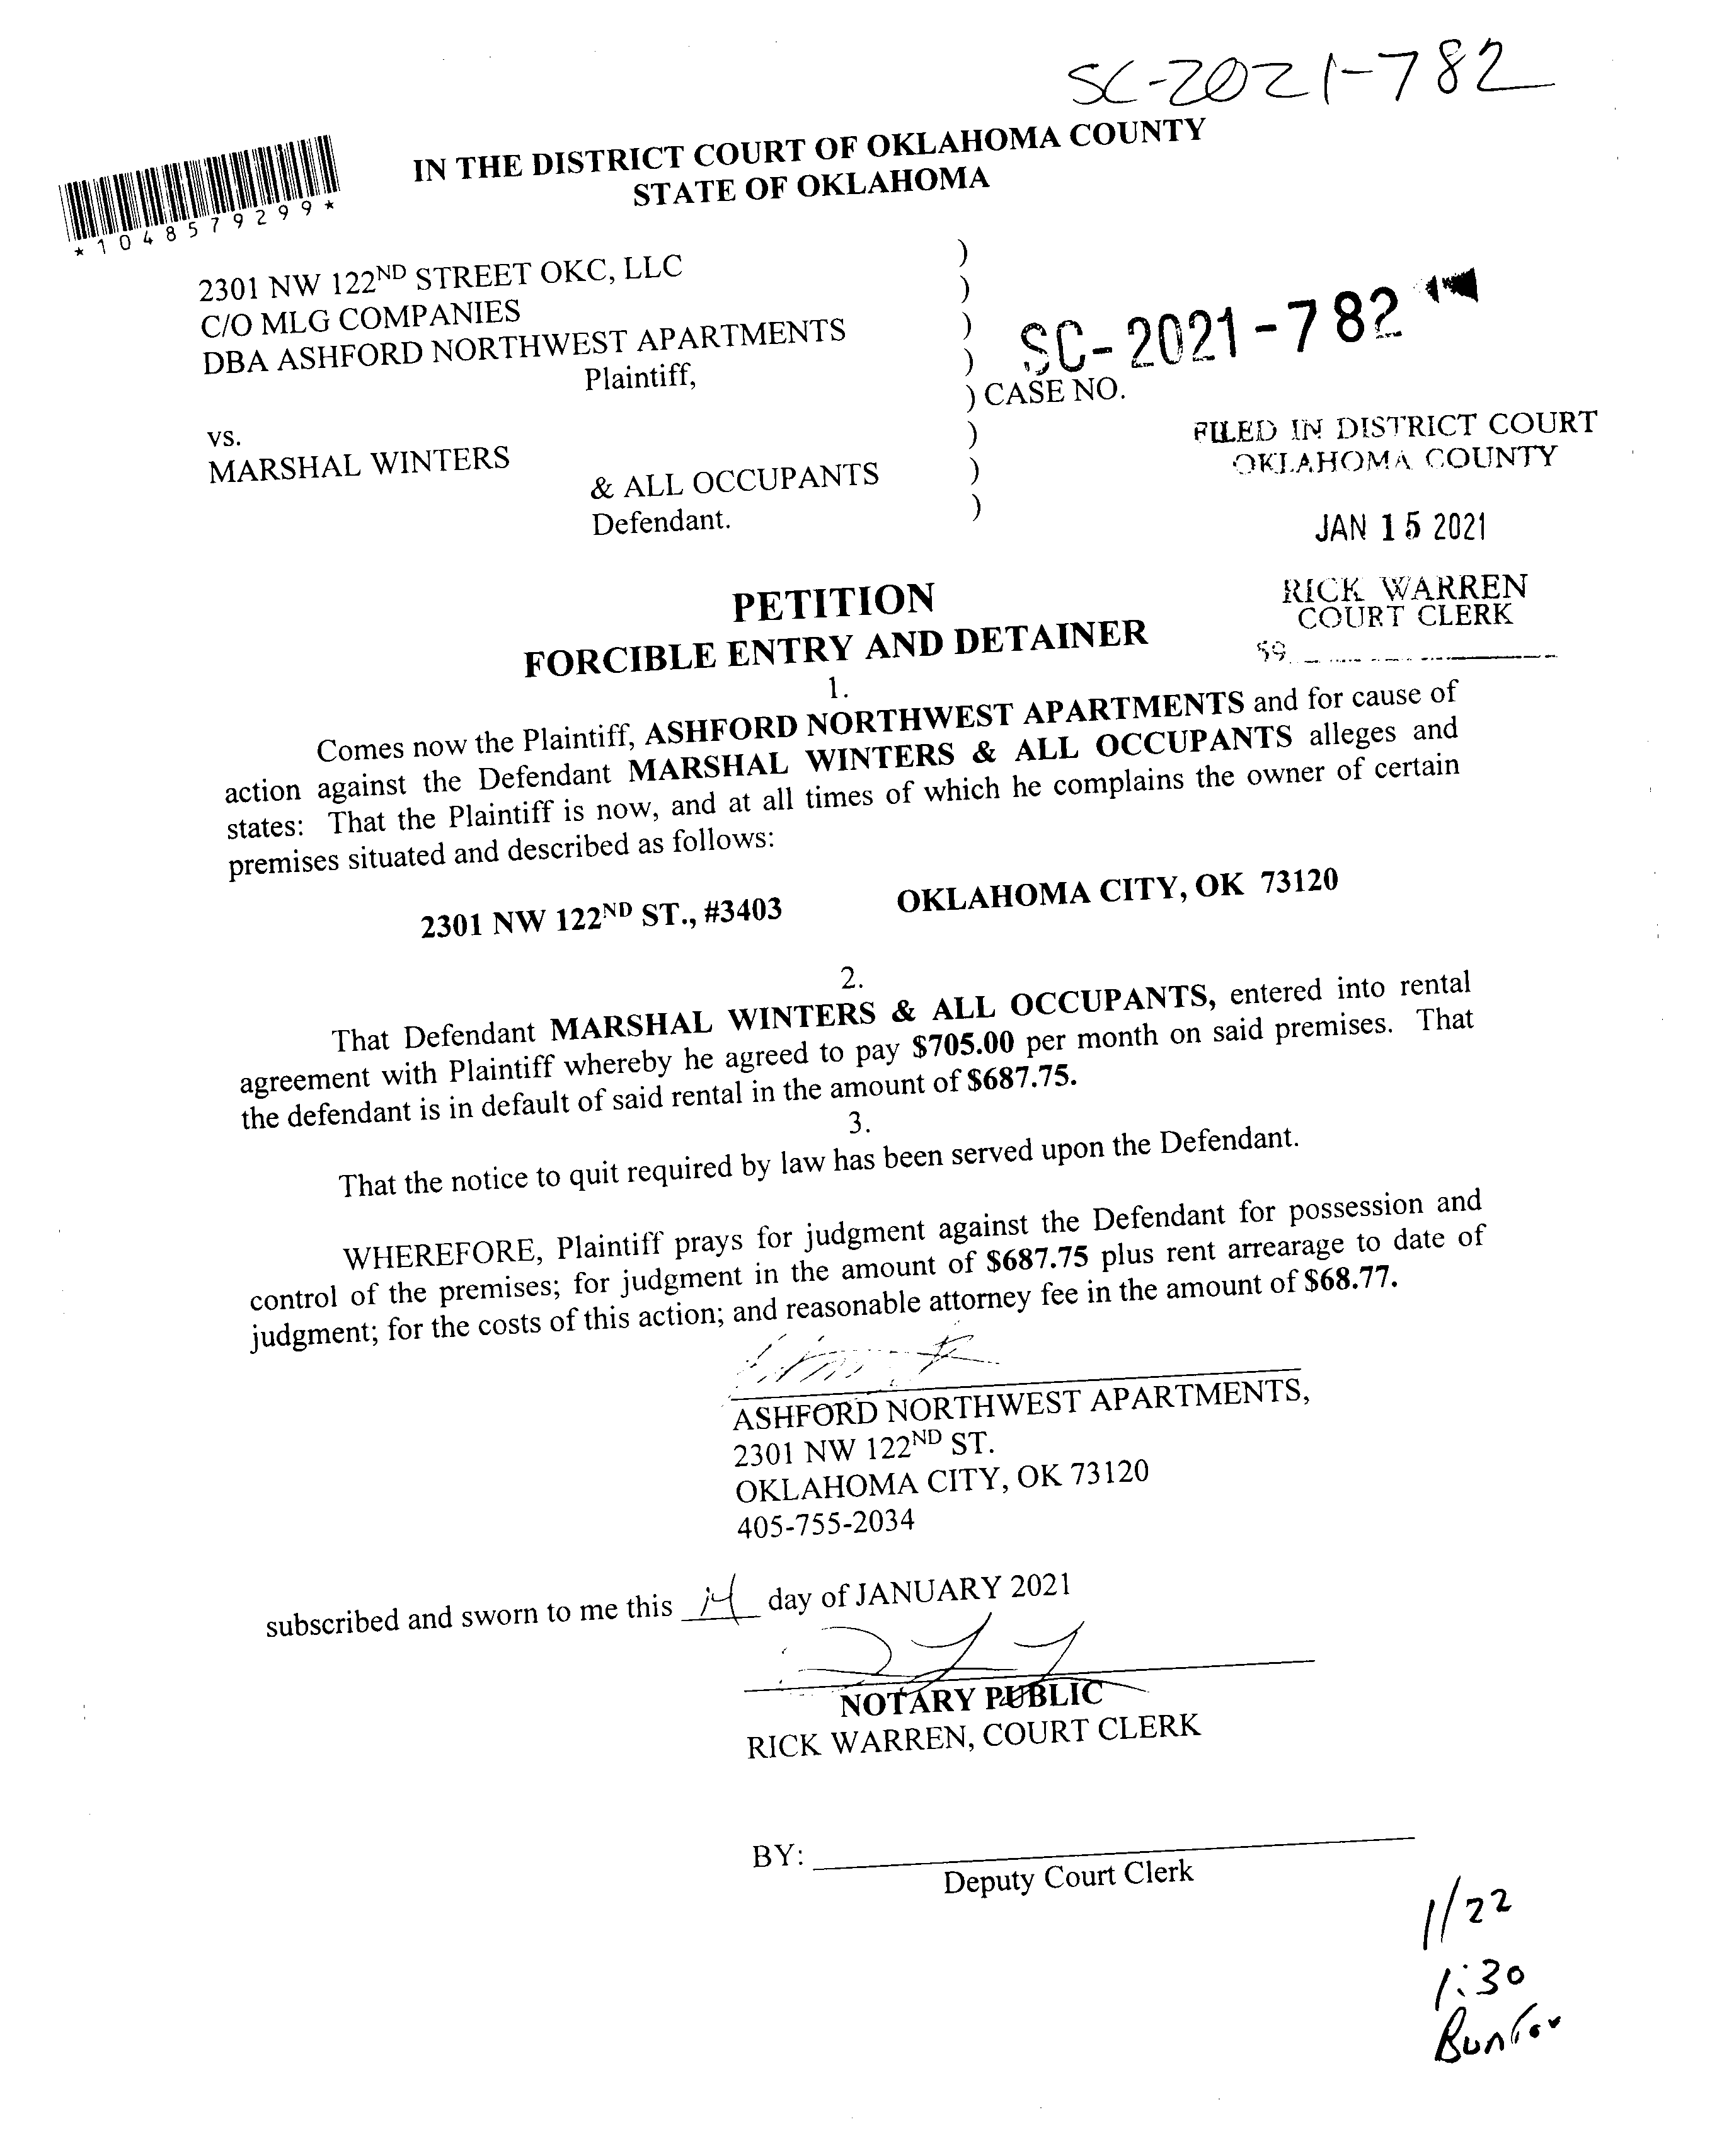 SC-2021-782
*1048579299*
IN THE DISTRICT COURT OF OKLAHOMA COUNTY
STATE OF OKLAHOMA
2301 NW 122ND STREET OKC, LLC )
C/O MLG COMPANIES )
DBA ASHFORD NORTHWEST APARTMENTS )
Plaintiff, )
SC-2021-782
) CASE NO.
vs. )
MARSHAL WINTERS
& ALL OCCUPANTS )
Defendant. )
FILED IN DISTRICT COURT
OKLAHOMA COUNTY
JAN 15 2021
RICK WARREN
COURT CLERK
59
PETITION
FORCIBLE ENTRY AND DETAINER
1.
Comes now the Plaintiff, ASHFORD NORTHWEST APARTMENTS and for cause of
action against the Defendant MARSHAL WINTERS & ALL OCCUPANTS alleges and
states: That the Plaintiff is now, and at all times of which he complains the owner of certain
premises situated and described as follows:
2301 NW 122ND ST., #3403 OKLAHOMA CITY, OK 73120
2.
That Defendant MARSHAL WINTERS & ALL OCCUPANTS, entered into rental
agreement with Plaintiff whereby he agreed to pay $705.00 per month on said premises. That
the defendant is in default of said rental in the amount of $687.75.
3.
That the notice to quit required by law has been served upon the Defendant.
WHEREFORE, Plaintiff prays for judgment against the Defendant for possession and
control of the premises; for judgment in the amount of $687.75 plus rent arrearage to date of
judgment; for the costs of this action; and reasonable attorney fee in the amount of $68.77.
ASHFORD NORTHWEST APARTMENTS,
2301 NW 122ND ST.
OKLAHOMA CITY, OK 73120
405-755-2034
subscribed and sworn to me this 14 day of JANUARY 2021
NOTARY PUBLIC
RICK WARREN, COURT CLERK
BY:
Deputy Court Clerk
1/22
1:30